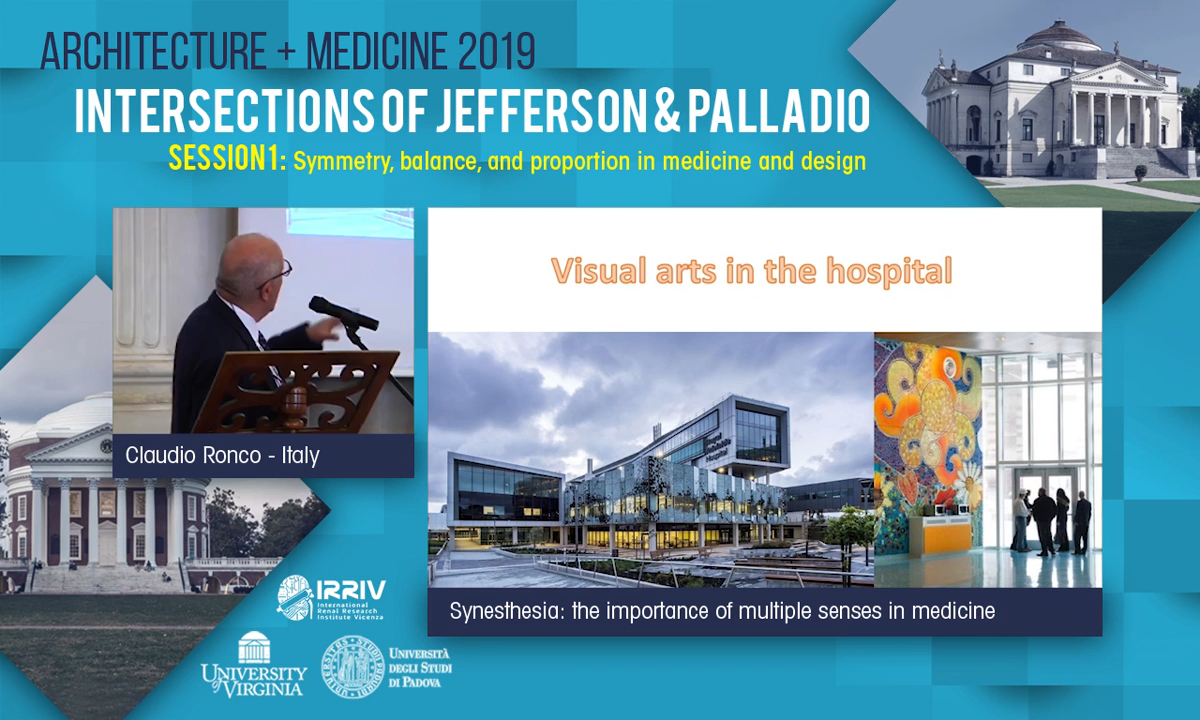 ARCHITECTURE + MEDICINE 2019
INTERSECTIONS OF JEFFERSON & PALLADIO
SESSION1: Symmetry, balance, and proportion in medicine and design
Visual arts in the hospital
Claudio Ronco - Italy
Synesthesia: the importance of multiple senses in medicine
IRRIV
International
Renal Research
Institute Vicenza
UNIVERSITY
of VIRGINIA
UNIVERSITÀ
DEGLI STUDI
DI PADOVA